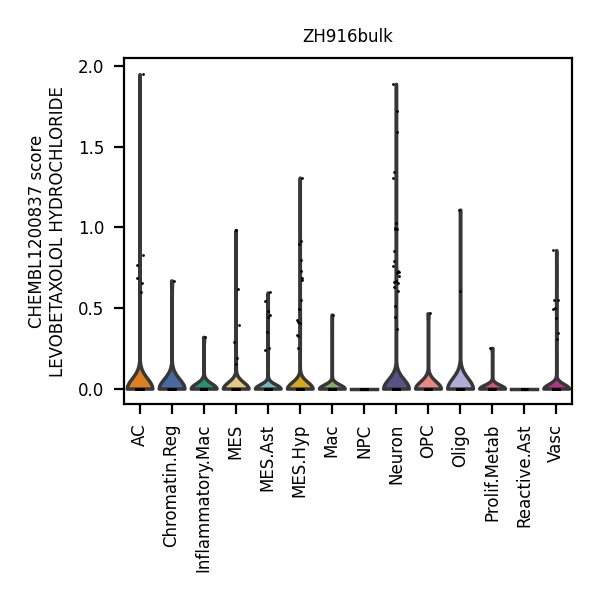 ZH916bulk
CHEMBL1200837 score
LEVOBETAXOLOL HYDROCHLORIDE
2.0
1.5
1.0
0.5
0.0
AC
Chromatin.Reg
Inflammatory.Mac
MES
MES.Ast
MES.Hyp
Mac
NPC
Neuron
OPC
Oligo
Prolif.Metab
Reactive.Ast
Vasc